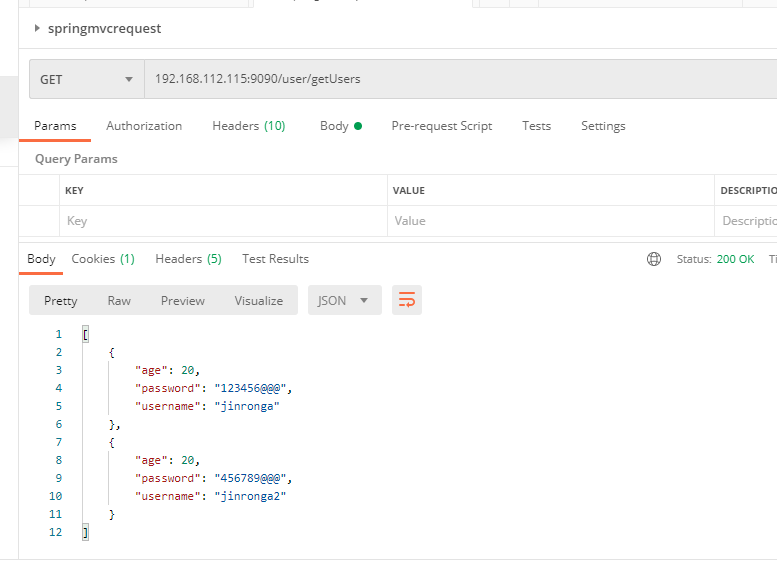 springmvcrequest
GET 192.168.112.115:9090/user/getUsers
Params Authorization Headers (10) Body Pre-request Script Tests Settings
Query Params
KEY VALUE DESCRIPTIO
Key Value Descriptio
Body Cookies (1) Headers (5) Test Results Status: 200 OK Ti
Pretty Raw Preview Visualize JSON
1 [
2 {
3 "age": 20,
4 "password": "123456@@@",
5 "username": "jinronga"
6 },
7 {
8 "age": 20,
9 "password": "456789@@@",
10 "username": "jinronga2"
11 }
12 ]